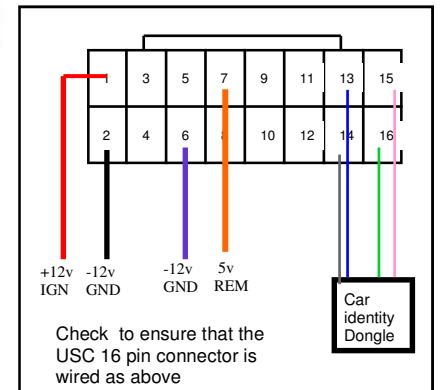 1 3 5 7 9 11 13 15
2 4 6 8 10 12 14 16
+12v -12v -12v 5v
IGN GND GND REM
Car
identity
Dongle
Check to ensure that the
USC 16 pin connector is
wired as above